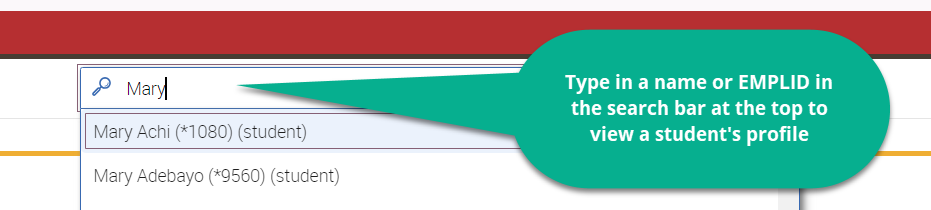 Mary
Type in a name or EMPLID in
the search bar at the top to
view a student's profile
Mary Achi (*1080) (student)
Mary Adebayo (*9560) (student)